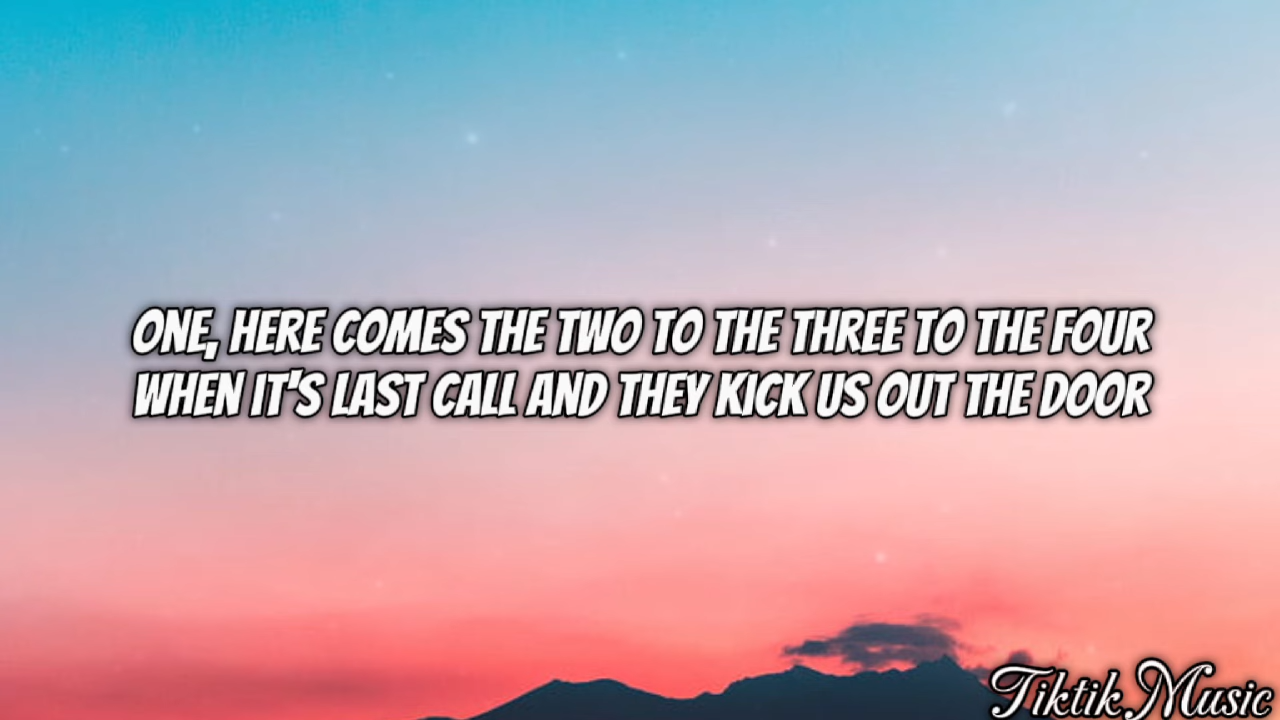 ONE, HERE COMES THE TWO TO THE THREE TO THE FOUR
WHEN IT'S LAST CALL AND THEY KICK US OUT THE DOOR
Tiktik Music